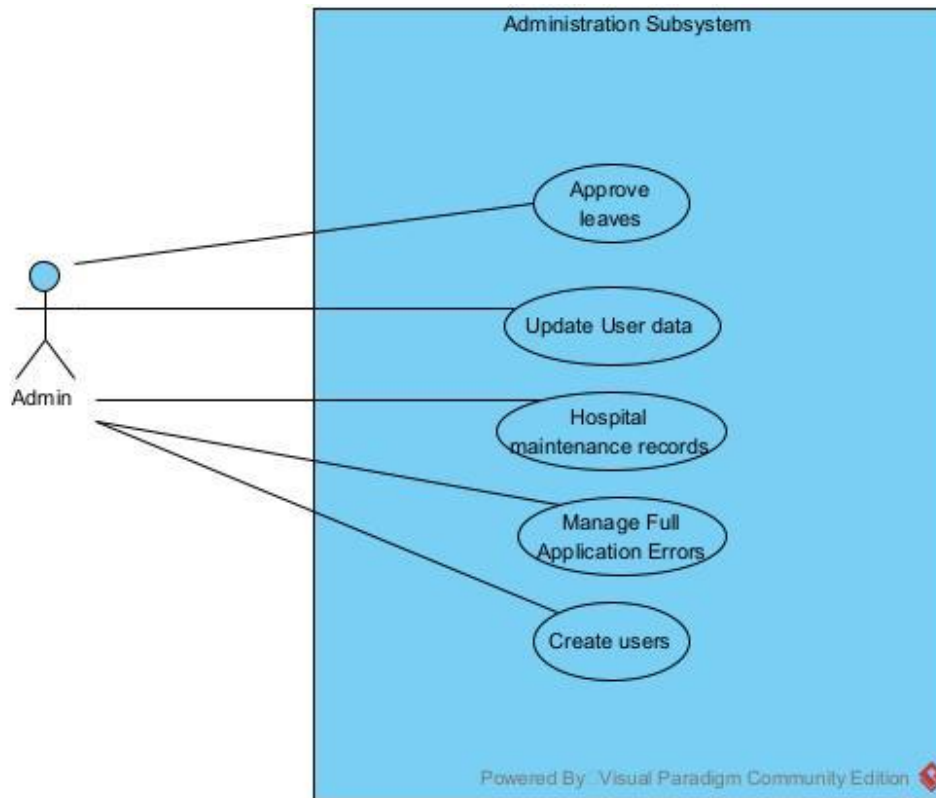 Administration Subsystem
Approve
leaves
Update User data
Admin
Hospital
maintenance records
Manage Full
Application Errors
Create users
Powered By Visual Paradigm Community Edition